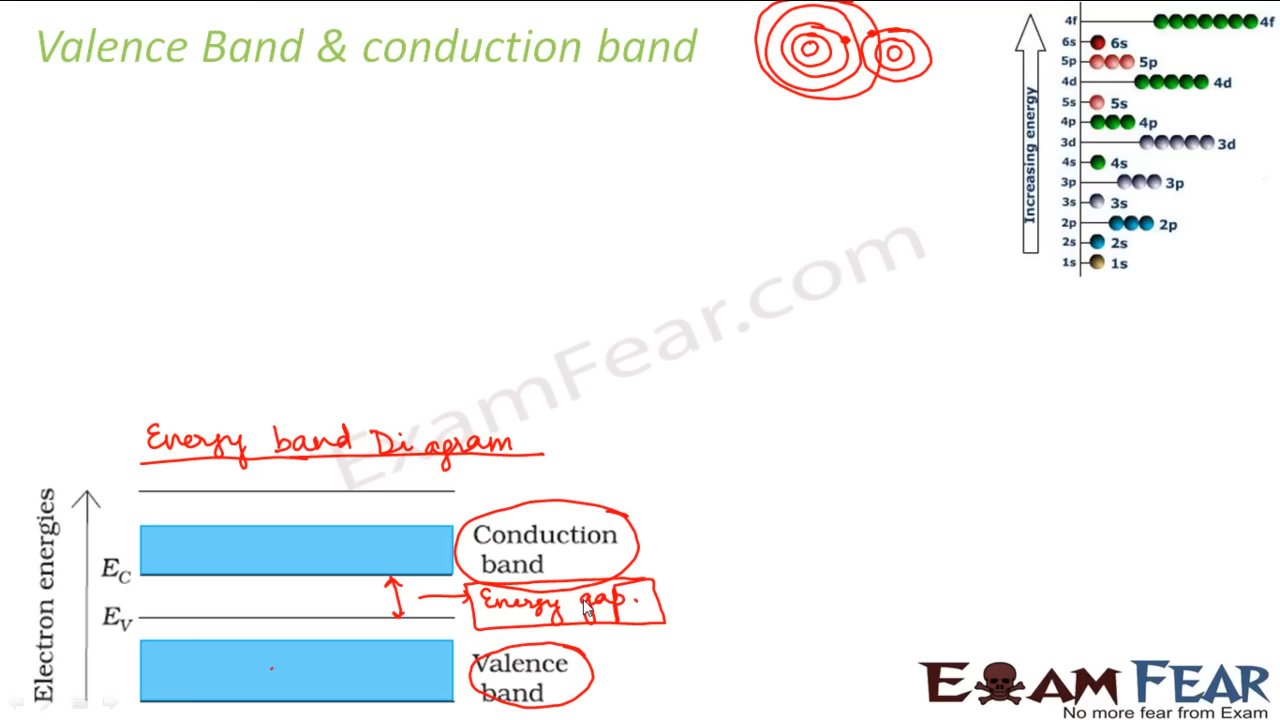 Valence Band & conduction band
Increasing energy
4f 4f
6s 6s
5p 5p
4d 4d
5s 5s
4p 4p
3d 3d
4s 4s
3p 3p
3s 3s
2p 2p
2s 2s
1s 1s
ExamFear.com
Energy band Diagram
Electron energies
Conduction
band
E_C
Energy gap.
E_V
Valence
band
EXAM FEAR
No more fear from Exam